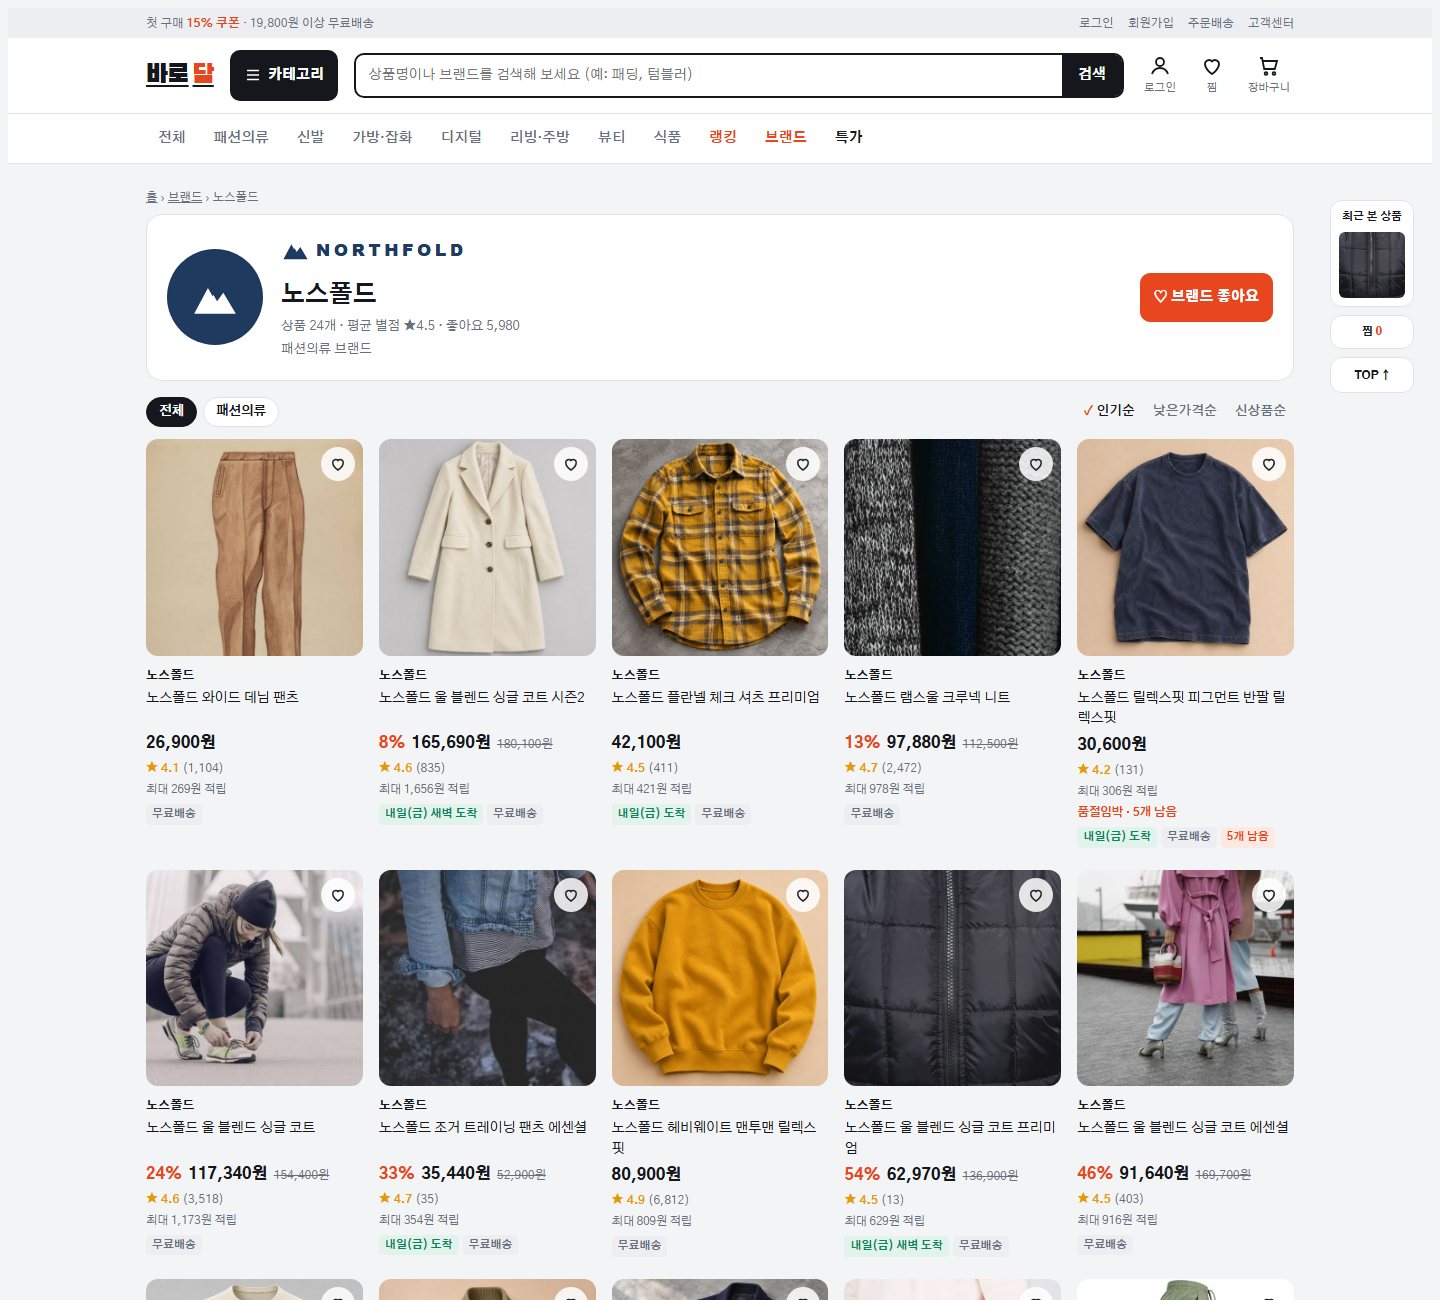 첫 구매 15% 쿠폰 · 19,800원 이상 무료배송
로그인 회원가입 주문배송 고객센터
바로달
카테고리
상품명이나 브랜드를 검색해 보세요 (예: 패딩, 텀블러)
검색
로그인 찜 장바구니
전체 패션의류 신발 가방·잡화 디지털 리빙·주방 뷰티 식품 랭킹 브랜드 특가
홈 › 브랜드 › 노스폴드
NORTHFOLD
노스폴드
상품 24개 · 평균 별점 ★4.5 · 좋아요 5,980
패션의류 브랜드
♡ 브랜드 좋아요
최근 본 상품
찜 0
TOP ↑
전체 패션의류
✓ 인기순 낮은가격순 신상품순
노스폴드
노스폴드 와이드 데님 팬츠
26,900원
★ 4.1 (1,104)
최대 269원 적립
무료배송
노스폴드
노스폴드 울 블렌드 싱글 코트 시즌2
8% 165,690원 180,100원
★ 4.6 (835)
최대 1,656원 적립
내일(금) 새벽 도착 무료배송
노스폴드
노스폴드 플란넬 체크 셔츠 프리미엄
42,100원
★ 4.5 (411)
최대 421원 적립
내일(금) 도착 무료배송
노스폴드
노스폴드 램스울 크루넥 니트
13% 97,880원 112,500원
★ 4.7 (2,472)
최대 978원 적립
무료배송
노스폴드
노스폴드 릴렉스핏 피그먼트 반팔 릴
렉스핏
30,600원
★ 4.2 (131)
최대 306원 적립
품절임박 · 5개 남음
내일(금) 도착 무료배송 5개 남음
노스폴드
노스폴드 울 블렌드 싱글 코트
24% 117,340원 154,400원
★ 4.6 (3,518)
최대 1,173원 적립
무료배송
노스폴드
노스폴드 조거 트레이닝 팬츠 에센셜
33% 35,440원 52,900원
★ 4.7 (35)
최대 354원 적립
내일(금) 도착 무료배송
노스폴드
노스폴드 헤비웨이트 맨투맨 릴렉스
핏
80,900원
★ 4.9 (6,812)
최대 809원 적립
무료배송
노스폴드
노스폴드 울 블렌드 싱글 코트 프리미
엄
54% 62,970원 136,900원
★ 4.5 (13)
최대 629원 적립
내일(금) 새벽 도착 무료배송
노스폴드
노스폴드 울 블렌드 싱글 코트 에센셜
46% 91,640원 169,700원
★ 4.5 (403)
최대 916원 적립
무료배송